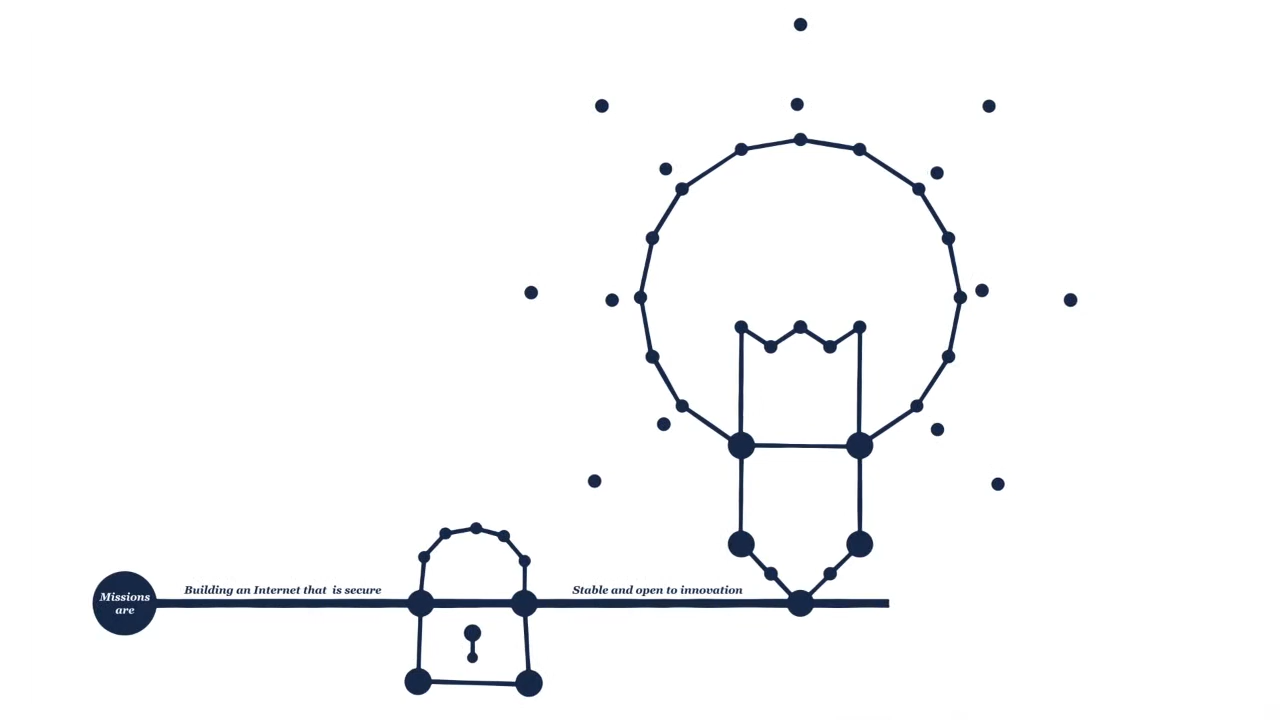 Missions
are
Building an Internet that is secure
Stable and open to innovation